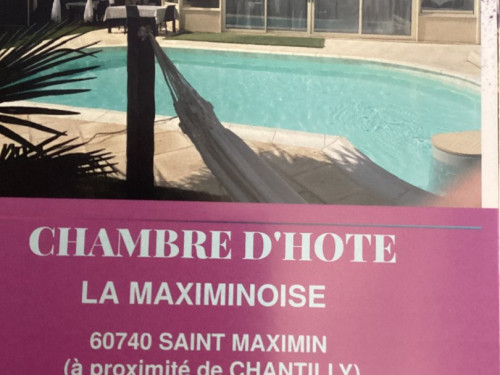 CHAMBRE D'HOTE
LA MAXIMINOISE
60740 SAINT MAXIMIN
(à proximité de CHANTILLY)